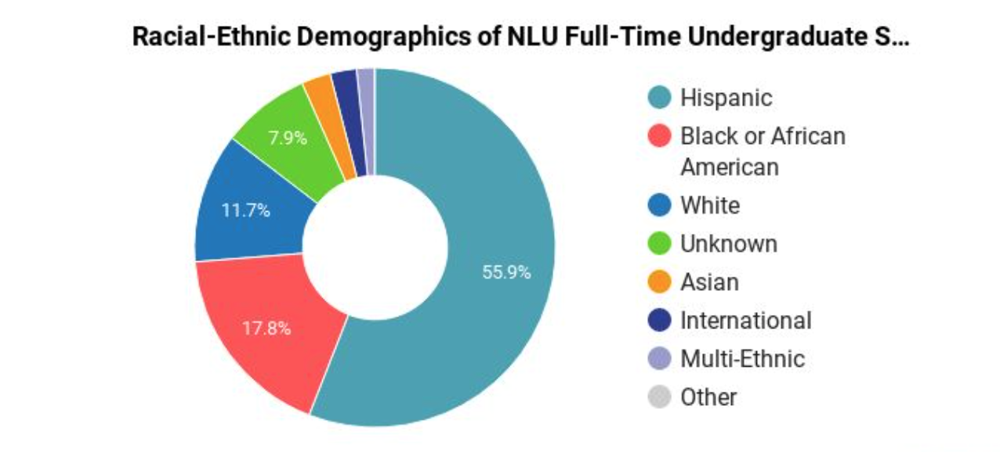 Racial-Ethnic Demographics of NLU Full-Time Undergraduate S...
Hispanic
Black or African
American
White
Unknown
Asian
International
Multi-Ethnic
Other
7.9%
11.7%
55.9%
17.8%